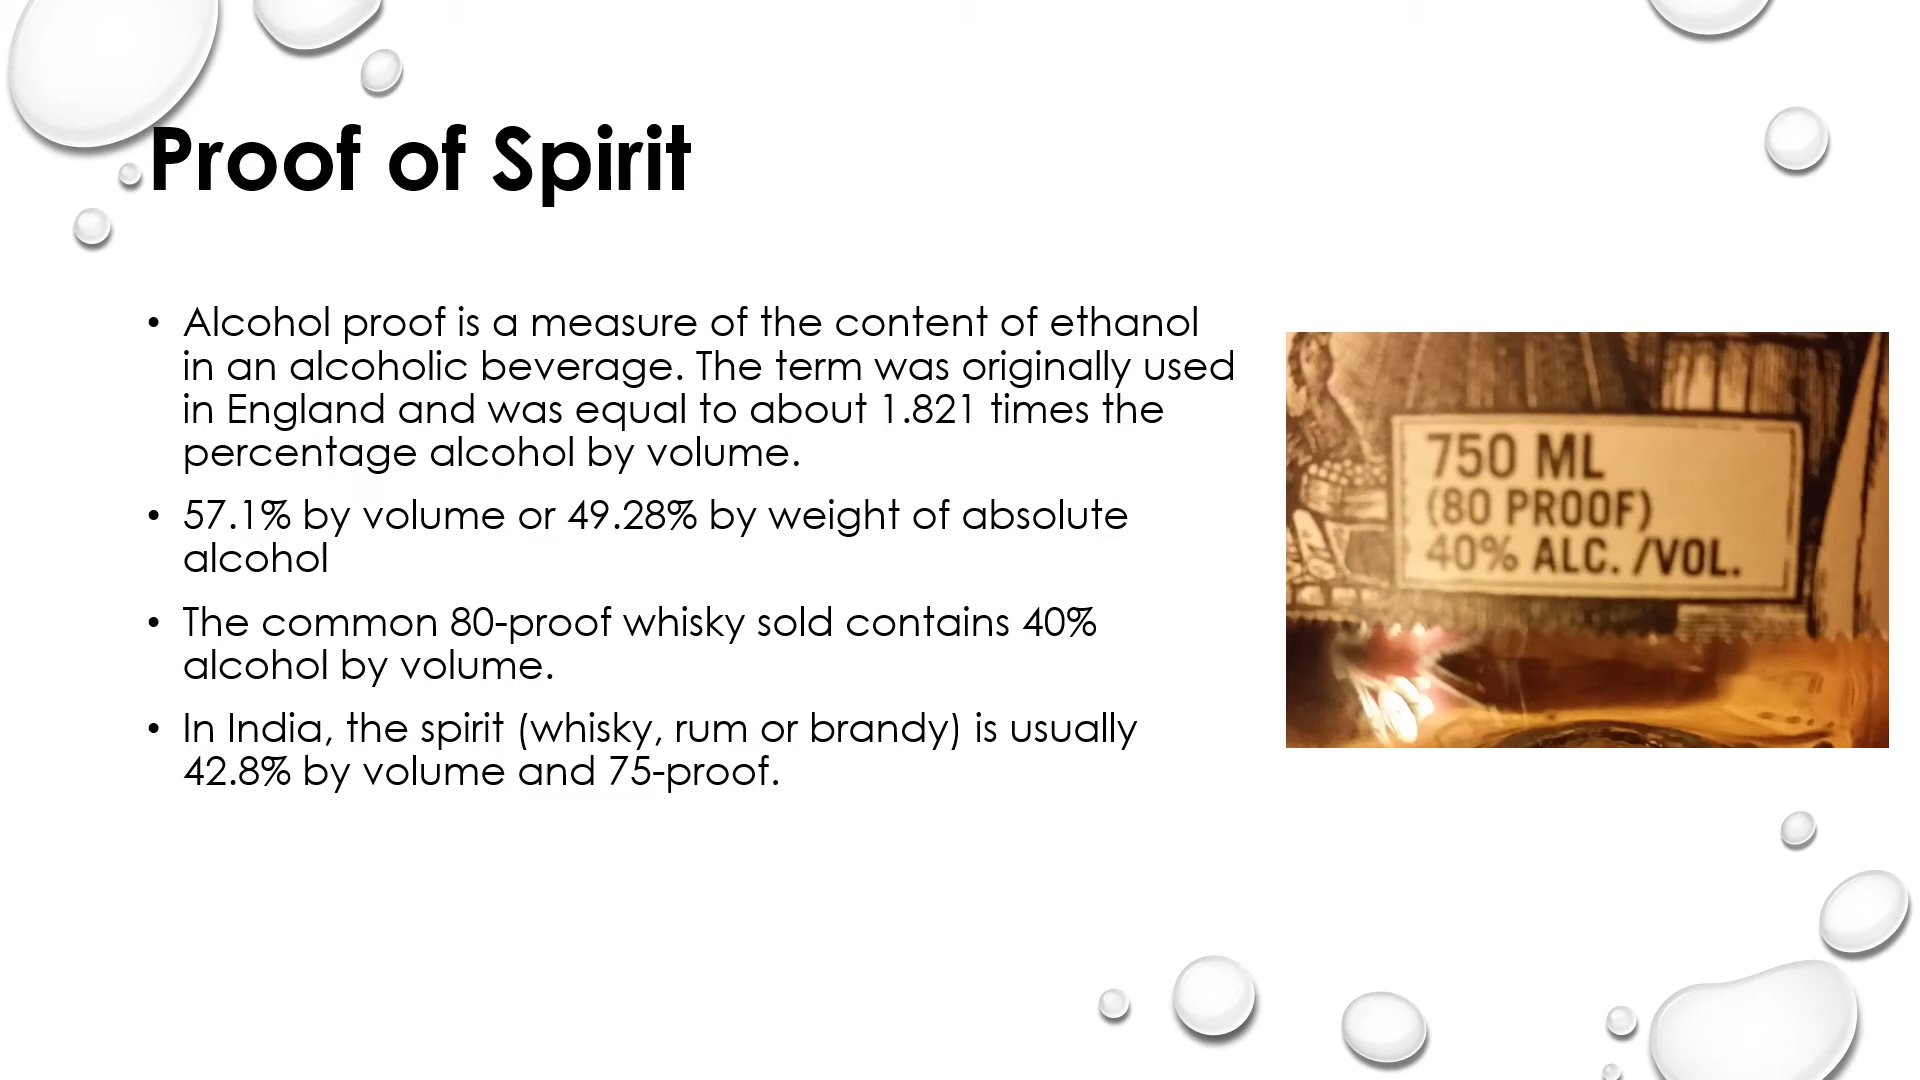 Proof of Spirit
• Alcohol proof is a measure of the content of ethanol
in an alcoholic beverage. The term was originally used
in England and was equal to about 1.821 times the
percentage alcohol by volume.
• 57.1% by volume or 49.28% by weight of absolute
alcohol
• The common 80-proof whisky sold contains 40%
alcohol by volume.
• In India, the spirit (whisky, rum or brandy) is usually
42.8% by volume and 75-proof.
750 ML
(80 PROOF)
40% ALC. /VOL.